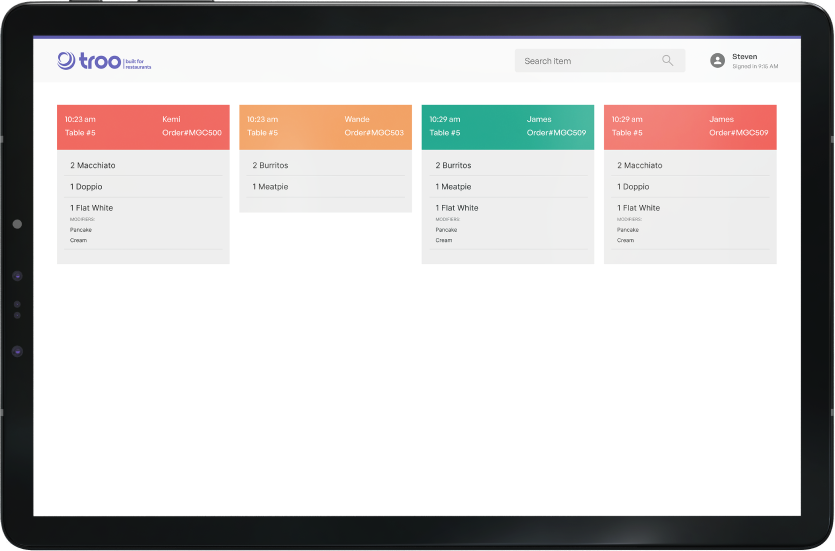 troo built for
restaurants
Search item
Steven
Signed in 9:15 AM
10:23 am Kemi
Table #5 Order#MGC500
2 Macchiato
1 Doppio
1 Flat White
MODIFIERS:
Pancake
Cream
10:23 am Wande
Table #5 Order#MGC503
2 Burritos
1 Meatpie
10:29 am James
Table #5 Order#MGC509
2 Burritos
1 Meatpie
1 Flat White
MODIFIERS:
Pancake
Cream
10:29 am James
Table #5 Order#MGC509
2 Macchiato
1 Doppio
1 Flat White
MODIFIERS:
Pancake
Cream